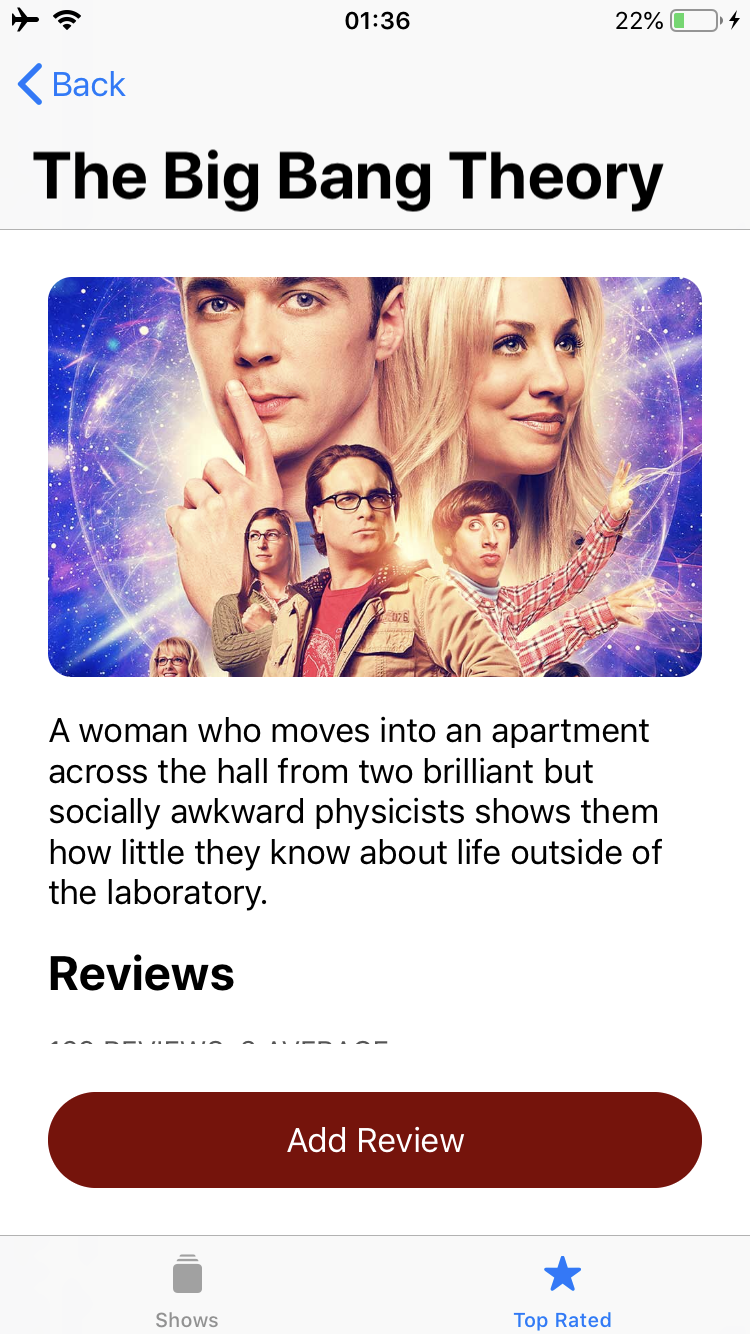 01:36
22%
Back
The Big Bang Theory
A woman who moves into an apartment
across the hall from two brilliant but
socially awkward physicists shows them
how little they know about life outside of
the laboratory.
Reviews
REVIEWS, AVERAGE
Add Review
Shows
Top Rated